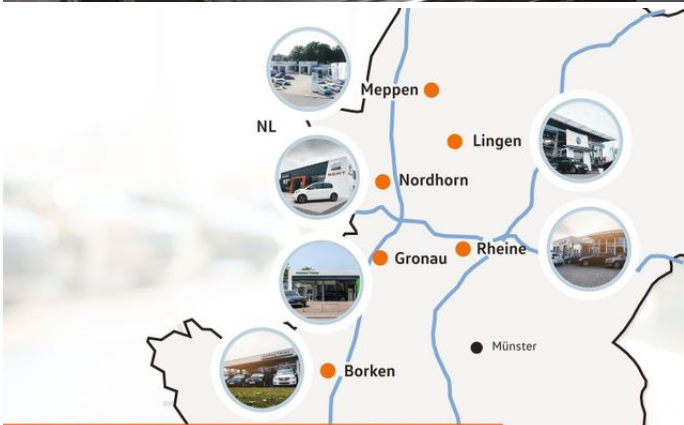 Meppen
NL
Lingen
Nordhorn
Gronau
Rheine
Münster
Borken